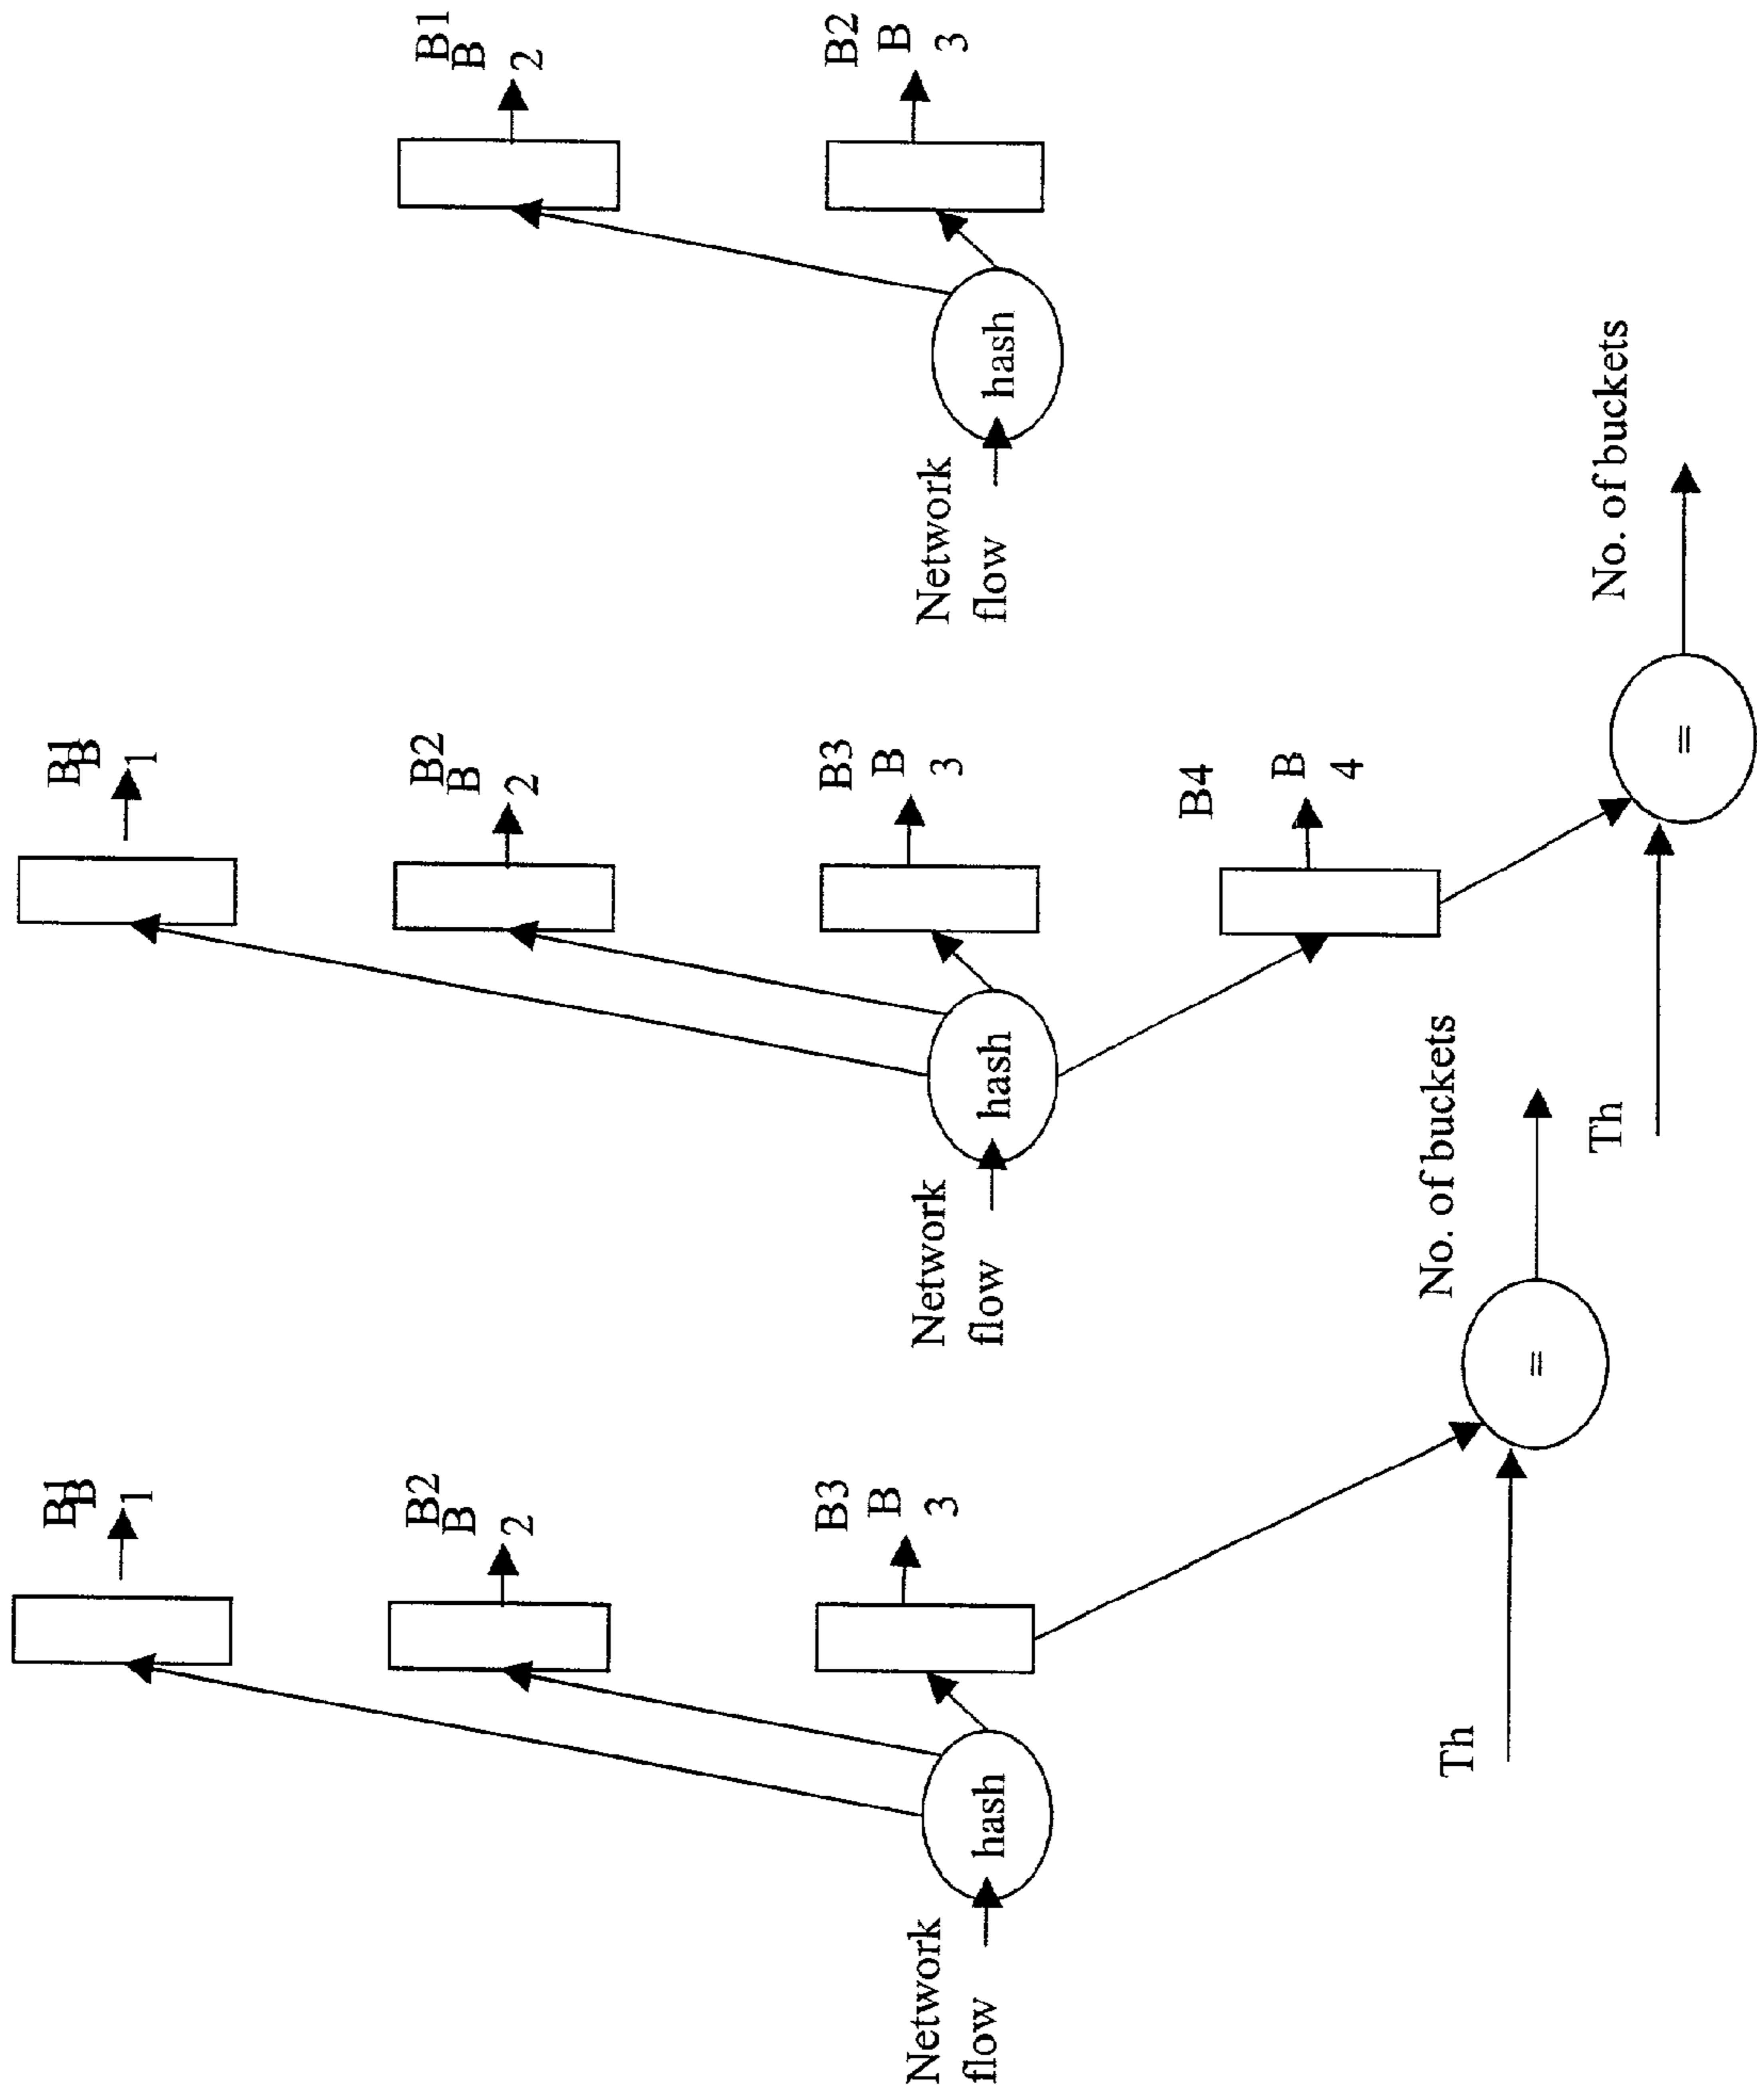 B1
B
1
B2
B
2
B3
B
3
Network
flow
hash
No. of buckets
Th
=
B1
B
1
B2
B
2
B3
B
3
Network
flow
hash
B4
B
4
No. of buckets
Th
=
B1
B
2
B2
B
3
Network
flow
hash